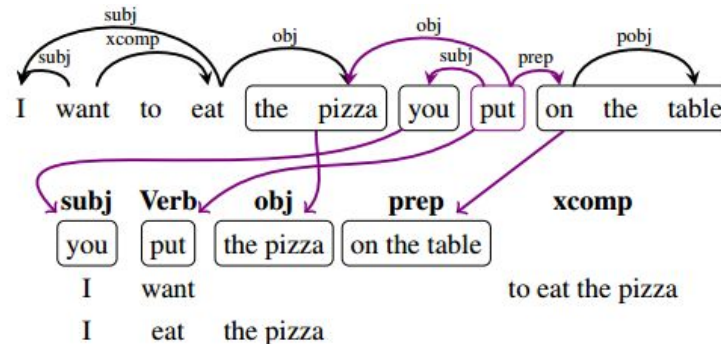 subj
xcomp
subj
obj
obj
subj
prep
pobj
I want to eat the pizza you put on the table
subj Verb obj prep xcomp
you put the pizza on the table
I want to eat the pizza
I eat the pizza